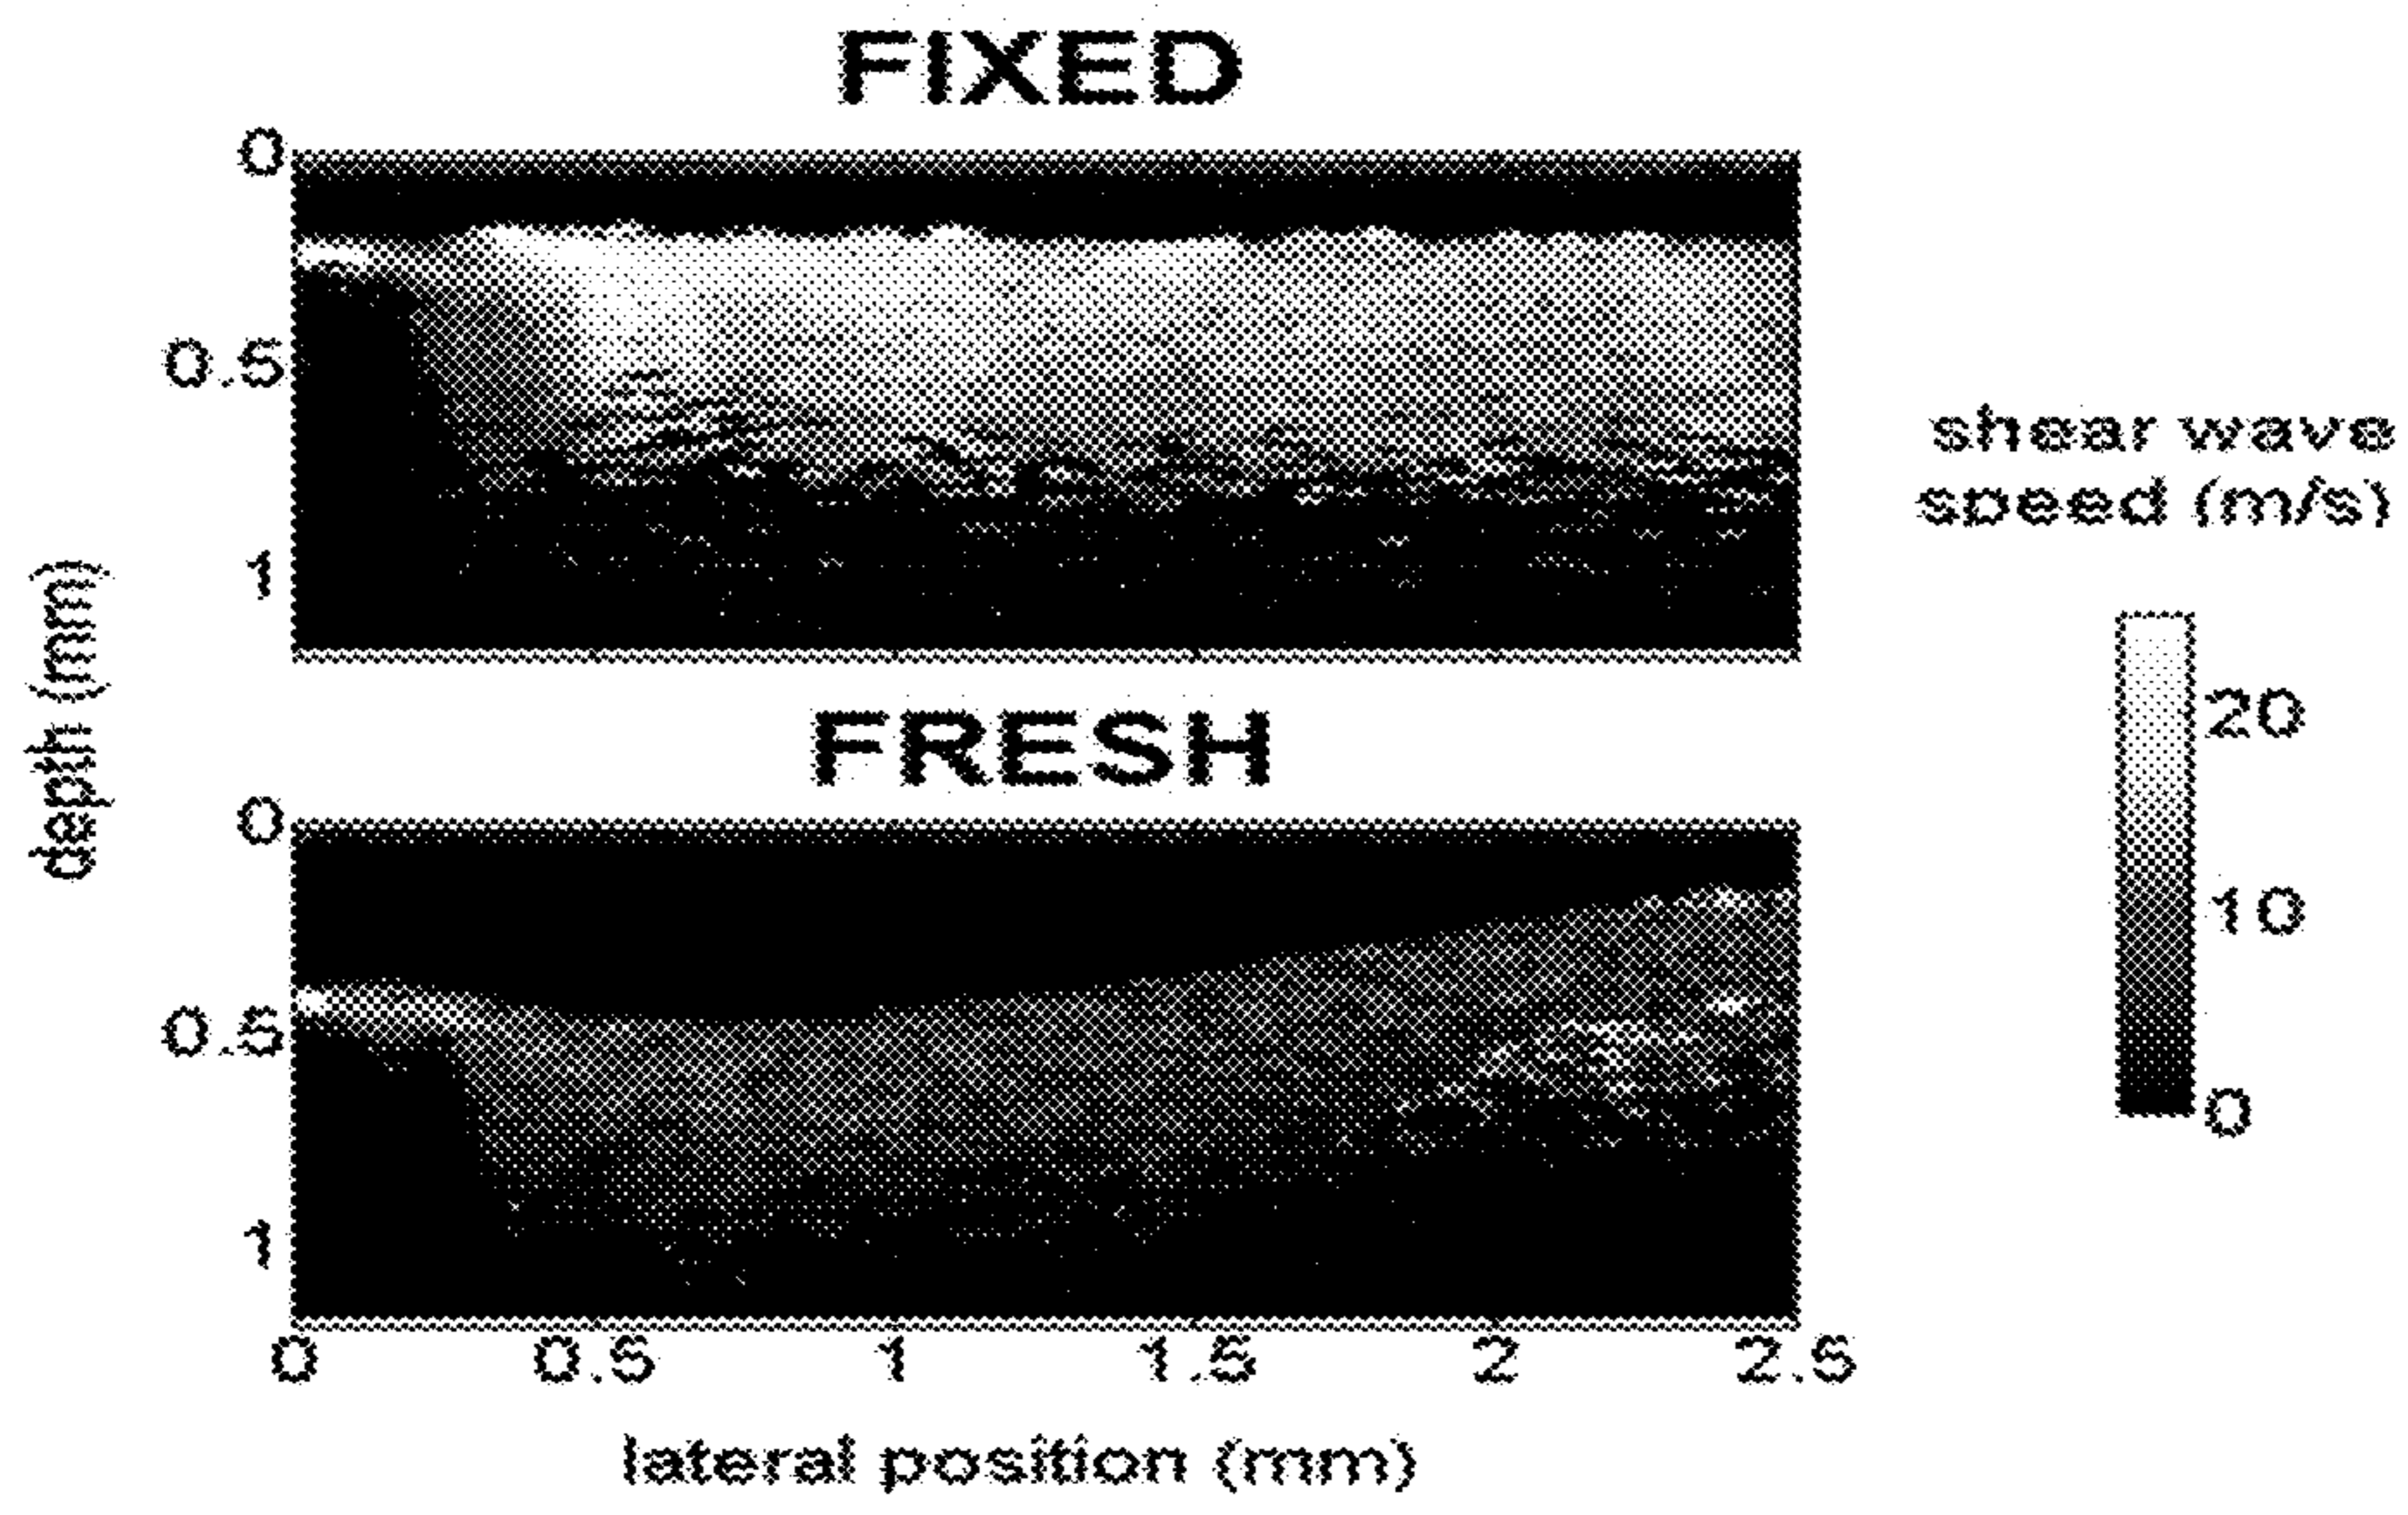 FIXED
0
0.5
1
depth (mm)
shear wave
speed (m/s)
20
10
0
FRESH
0
0.5
1
0 0.5 1 1.5 2 2.5
lateral position (mm)